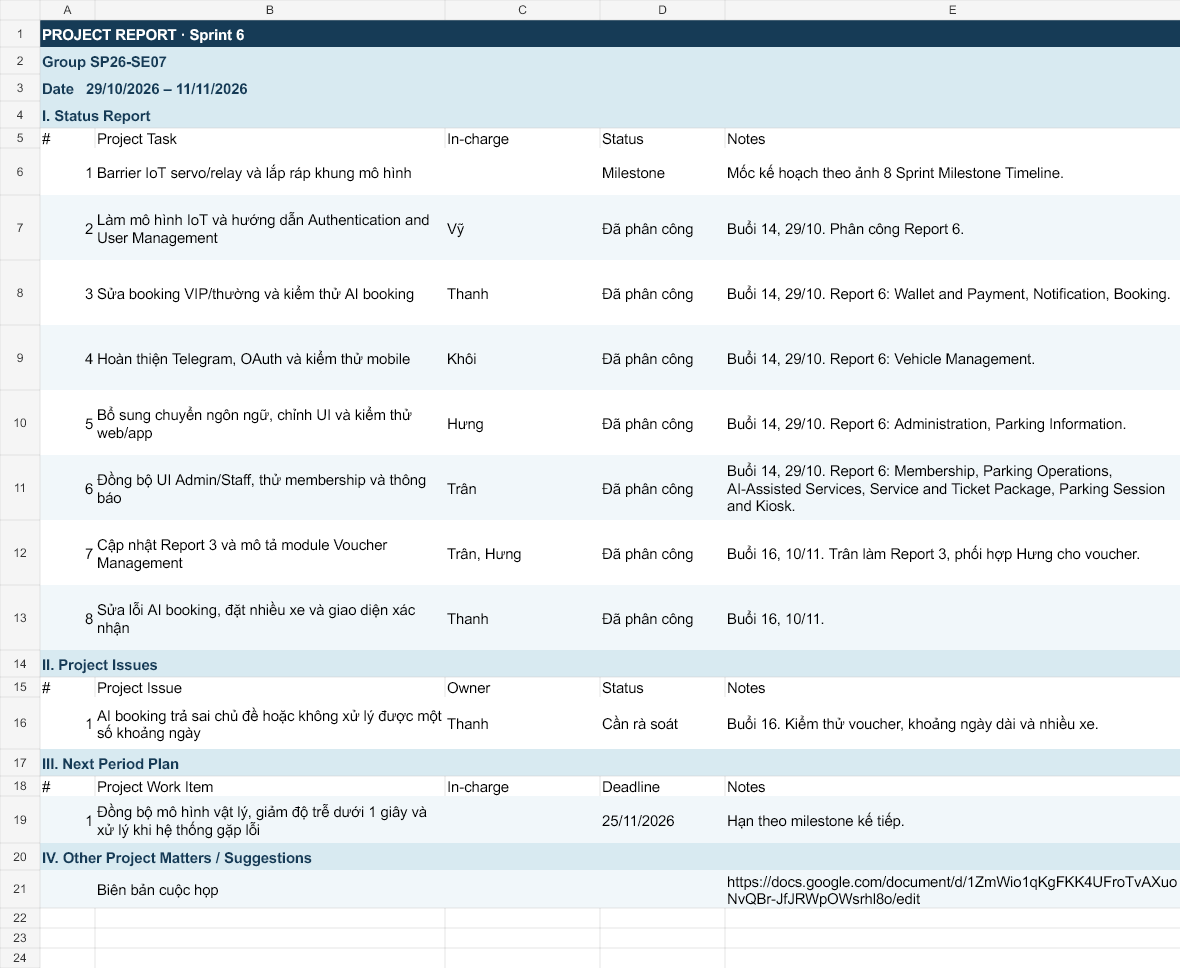 A B C D E
1 PROJECT REPORT · Sprint 6
2 Group SP26-SE07
3 Date 29/10/2026 – 11/11/2026
4 I. Status Report
5 # Project Task In-charge Status Notes
6 1 Barrier IoT servo/relay và lắp ráp khung mô hình Milestone Mốc kế hoạch theo ảnh 8 Sprint Milestone Timeline.
7 2 Làm mô hình IoT và hướng dẫn Authentication and
User Management Vỹ Đã phân công Buổi 14, 29/10. Phân công Report 6.
8 3 Sửa booking VIP/thường và kiểm thử AI booking Thanh Đã phân công Buổi 14, 29/10. Report 6: Wallet and Payment, Notification, Booking.
9 4 Hoàn thiện Telegram, OAuth và kiểm thử mobile Khôi Đã phân công Buổi 14, 29/10. Report 6: Vehicle Management.
10 5 Bổ sung chuyển ngôn ngữ, chỉnh UI và kiểm thử
web/app Hưng Đã phân công Buổi 14, 29/10. Report 6: Administration, Parking Information.
11 6 Đồng bộ UI Admin/Staff, thử membership và thông
báo Trân Đã phân công Buổi 14, 29/10. Report 6: Membership, Parking Operations,
AI-Assisted Services, Service and Ticket Package, Parking Session
and Kiosk.
12 7 Cập nhật Report 3 và mô tả module Voucher
Management Trân, Hưng Đã phân công Buổi 16, 10/11. Trân làm Report 3, phối hợp Hưng cho voucher.
13 8 Sửa lỗi AI booking, đặt nhiều xe và giao diện xác
nhận Thanh Đã phân công Buổi 16, 10/11.
14 II. Project Issues
15 # Project Issue Owner Status Notes
16 1 AI booking trả sai chủ đề hoặc không xử lý được một
số khoảng ngày Thanh Cần rà soát Buổi 16. Kiểm thử voucher, khoảng ngày dài và nhiều xe.
17 III. Next Period Plan
18 # Project Work Item In-charge Deadline Notes
19 1 Đồng bộ mô hình vật lý, giảm độ trễ dưới 1 giây và
xử lý khi hệ thống gặp lỗi 25/11/2026 Hạn theo milestone kế tiếp.
20 IV. Other Project Matters / Suggestions
21 Biên bản cuộc họp https://docs.google.com/document/d/1ZmWio1qKgFKK4UFroTvAXuo
NvQBr-JfJRWpOWsrhl8o/edit
22
23
24